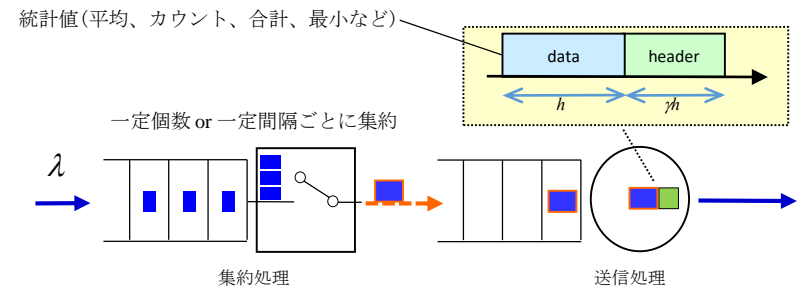 統計値(平均、カウント、合計、最小など)
data
header
h
γh
一定個数 or 一定間隔ごとに集約
λ
集約処理
送信処理